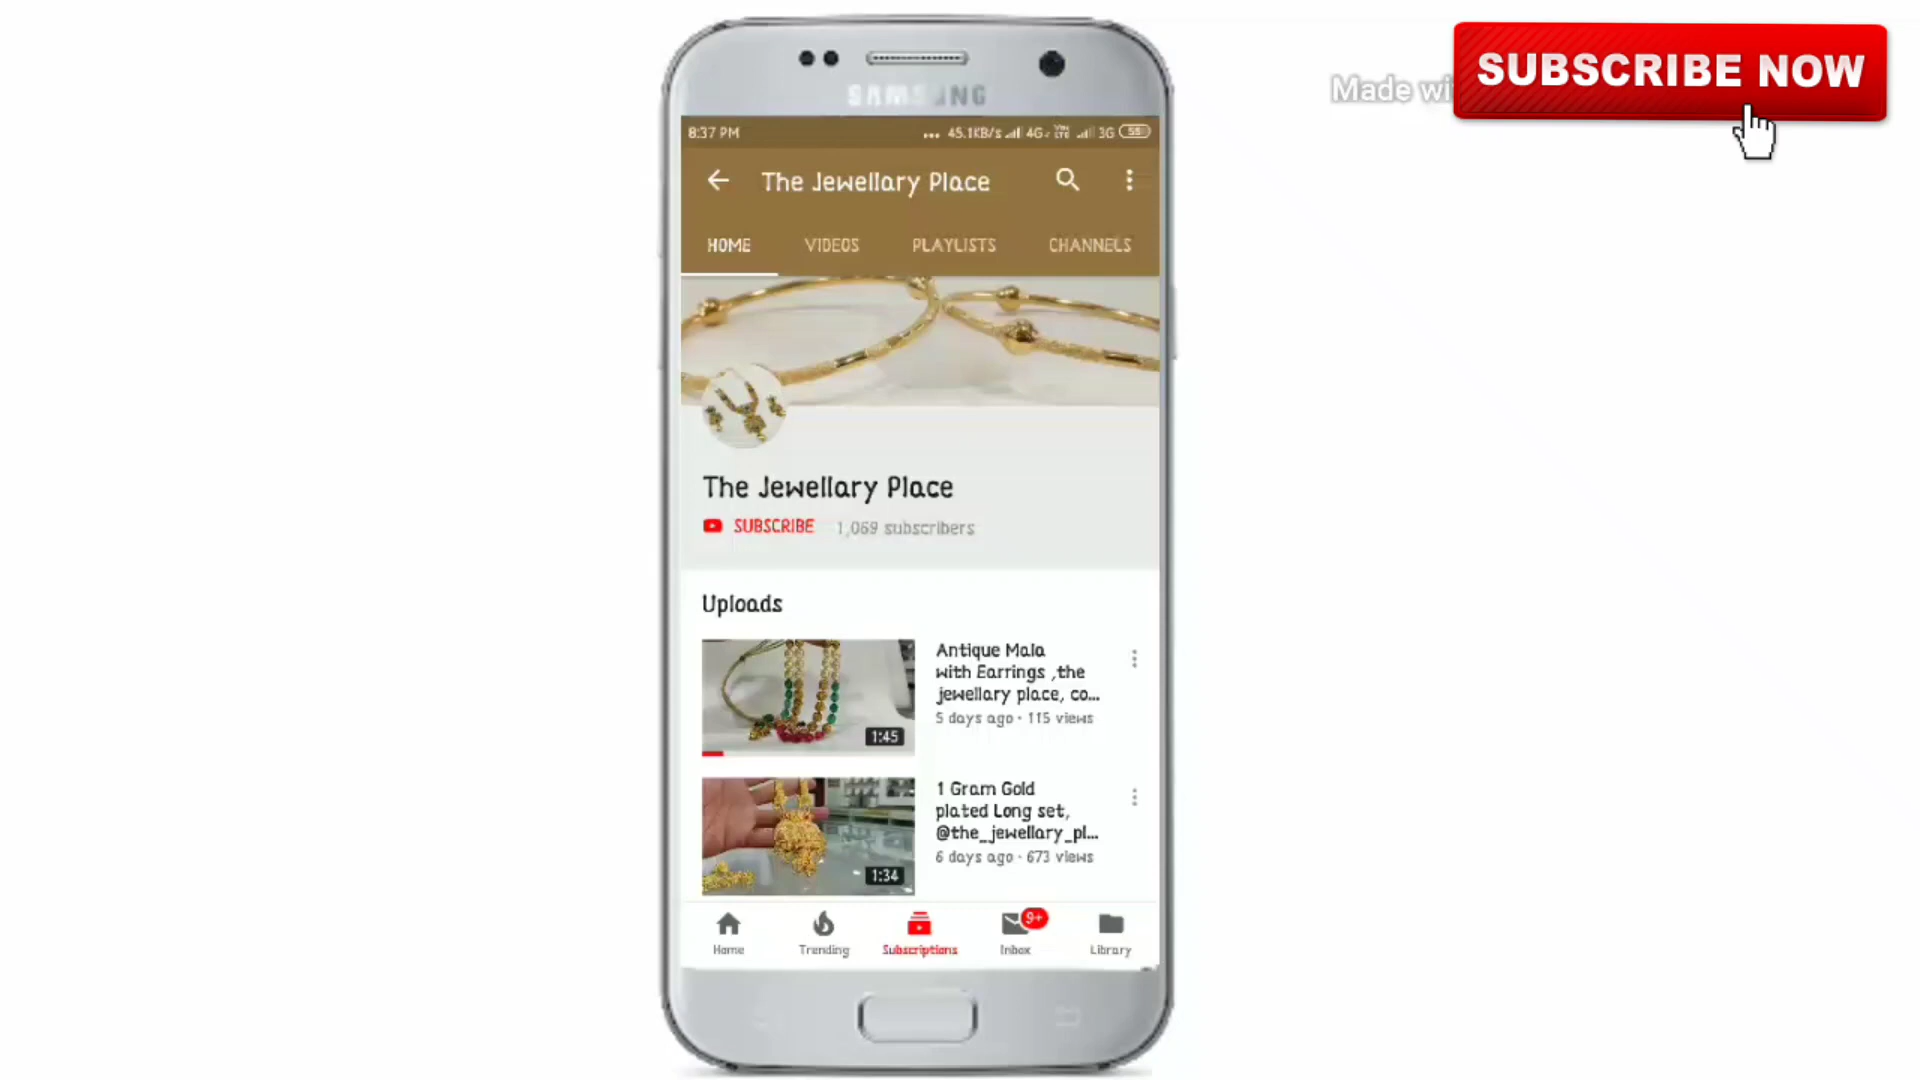 SUBSCRIBE NOW
Made wi
SAMSUNG
8:37 PM
... 45.1KB/s 4G VoLTE 3G 55
The Jewellary Place
HOME VIDEOS PLAYLISTS CHANNELS
The Jewellary Place
SUBSCRIBE 1,069 subscribers
Uploads
Antique Mala
with Earrings ,the
jewellary place, co...
5 days ago · 115 views
1:45
1 Gram Gold
plated Long set,
@the_jewellary_pl...
6 days ago · 673 views
1:34
9+
Home Trending Subscriptions Inbox Library